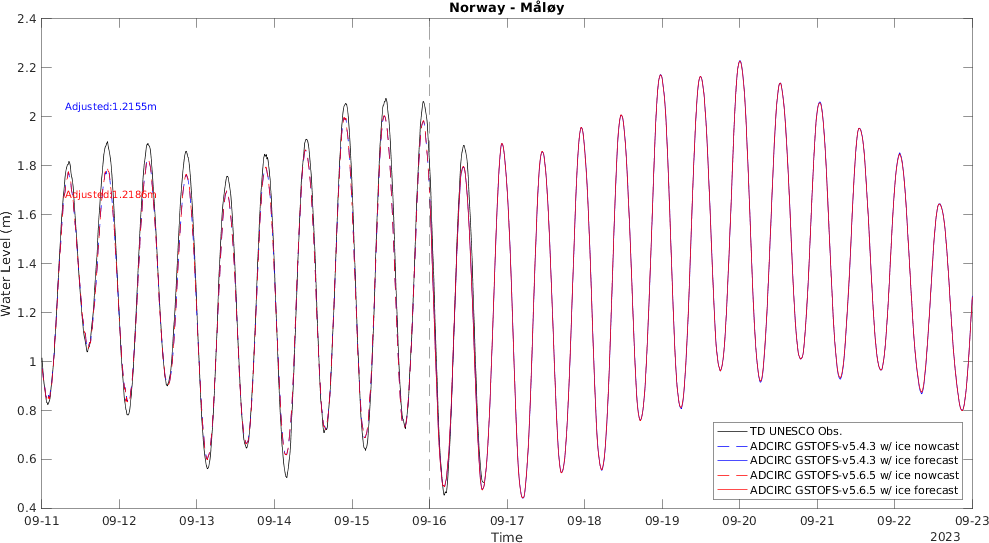 Norway - Måløy
2.4
2.2
2
1.8
1.6
1.4
1.2
1
0.8
0.6
0.4
Water Level (m)
Adjusted:1.2155m
Adjusted:1.2186m
TD UNESCO Obs.
ADCIRC GSTOFS-v5.4.3 w/ ice nowcast
ADCIRC GSTOFS-v5.4.3 w/ ice forecast
ADCIRC GSTOFS-v5.6.5 w/ ice nowcast
ADCIRC GSTOFS-v5.6.5 w/ ice forecast
09-11 09-12 09-13 09-14 09-15 09-16 09-17 09-18 09-19 09-20 09-21 09-22 09-23
Time
2023